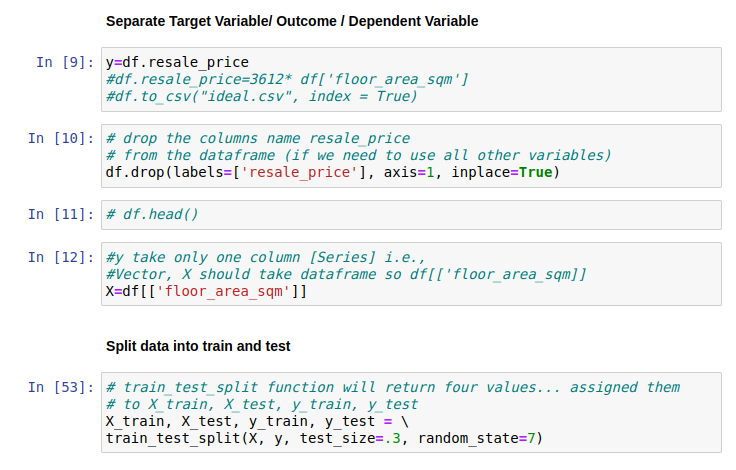 Separate Target Variable/ Outcome / Dependent Variable
In [9]: y=df.resale_price
#df.resale_price=3612* df['floor_area_sqm']
#df.to_csv("ideal.csv", index = True)
In [10]: # drop the columns name resale_price
# from the dataframe (if we need to use all other variables)
df.drop(labels=['resale_price'], axis=1, inplace=True)
In [11]: # df.head()
In [12]: #y take only one column [Series] i.e.,
#Vector, X should take dataframe so df[['floor_area_sqm]]
X=df[['floor_area_sqm']]
Split data into train and test
In [53]: # train_test_split function will return four values... assigned them
# to X_train, X_test, y_train, y_test
X_train, X_test, y_train, y_test = \
train_test_split(X, y, test_size=.3, random_state=7)